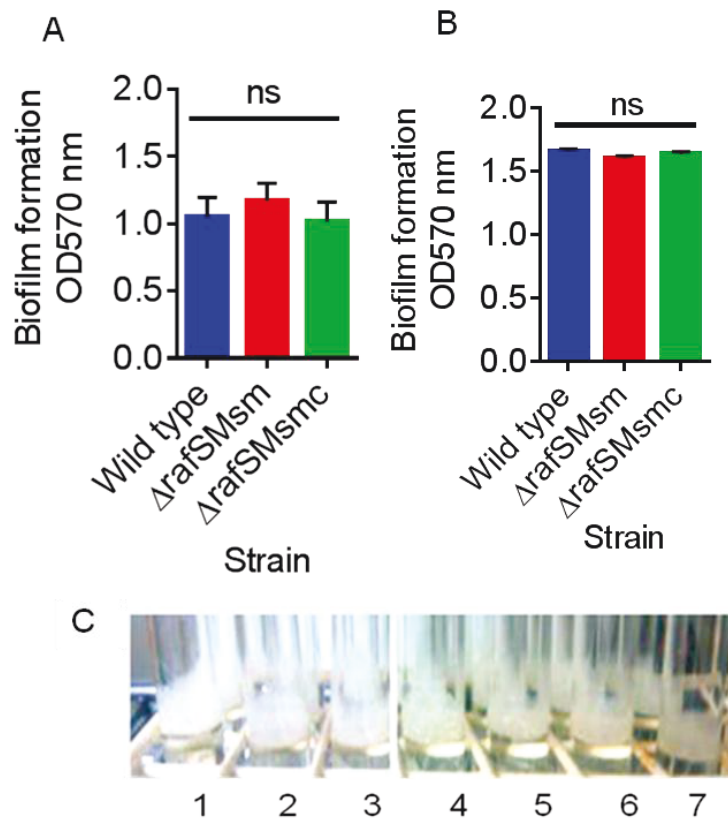 A
Biofilm formation
OD570 nm
2.0
1.5
1.0
0.5
0.0
ns
Wild type
ΔrafSMsm
ΔrafSMsmc
Strain
B
Biofilm formation
OD570 nm
2.0
1.5
1.0
0.5
0.0
ns
Wild type
ΔrafSMsm
ΔrafSMsmc
Strain
C
1 2 3 4 5 6 7